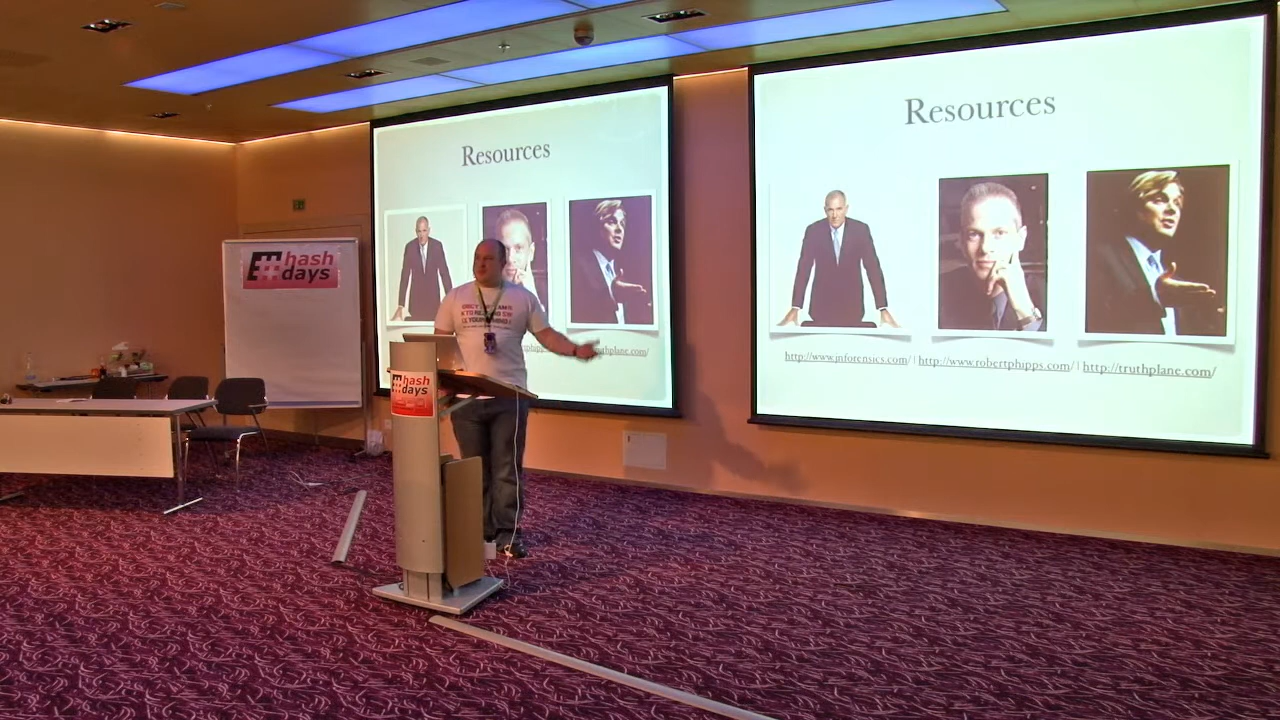 Resources
Resources
http://www.jnforensics.com/ | http://www.robertphipps.com/ | http://truthplane.com/
hash
days
hash
days